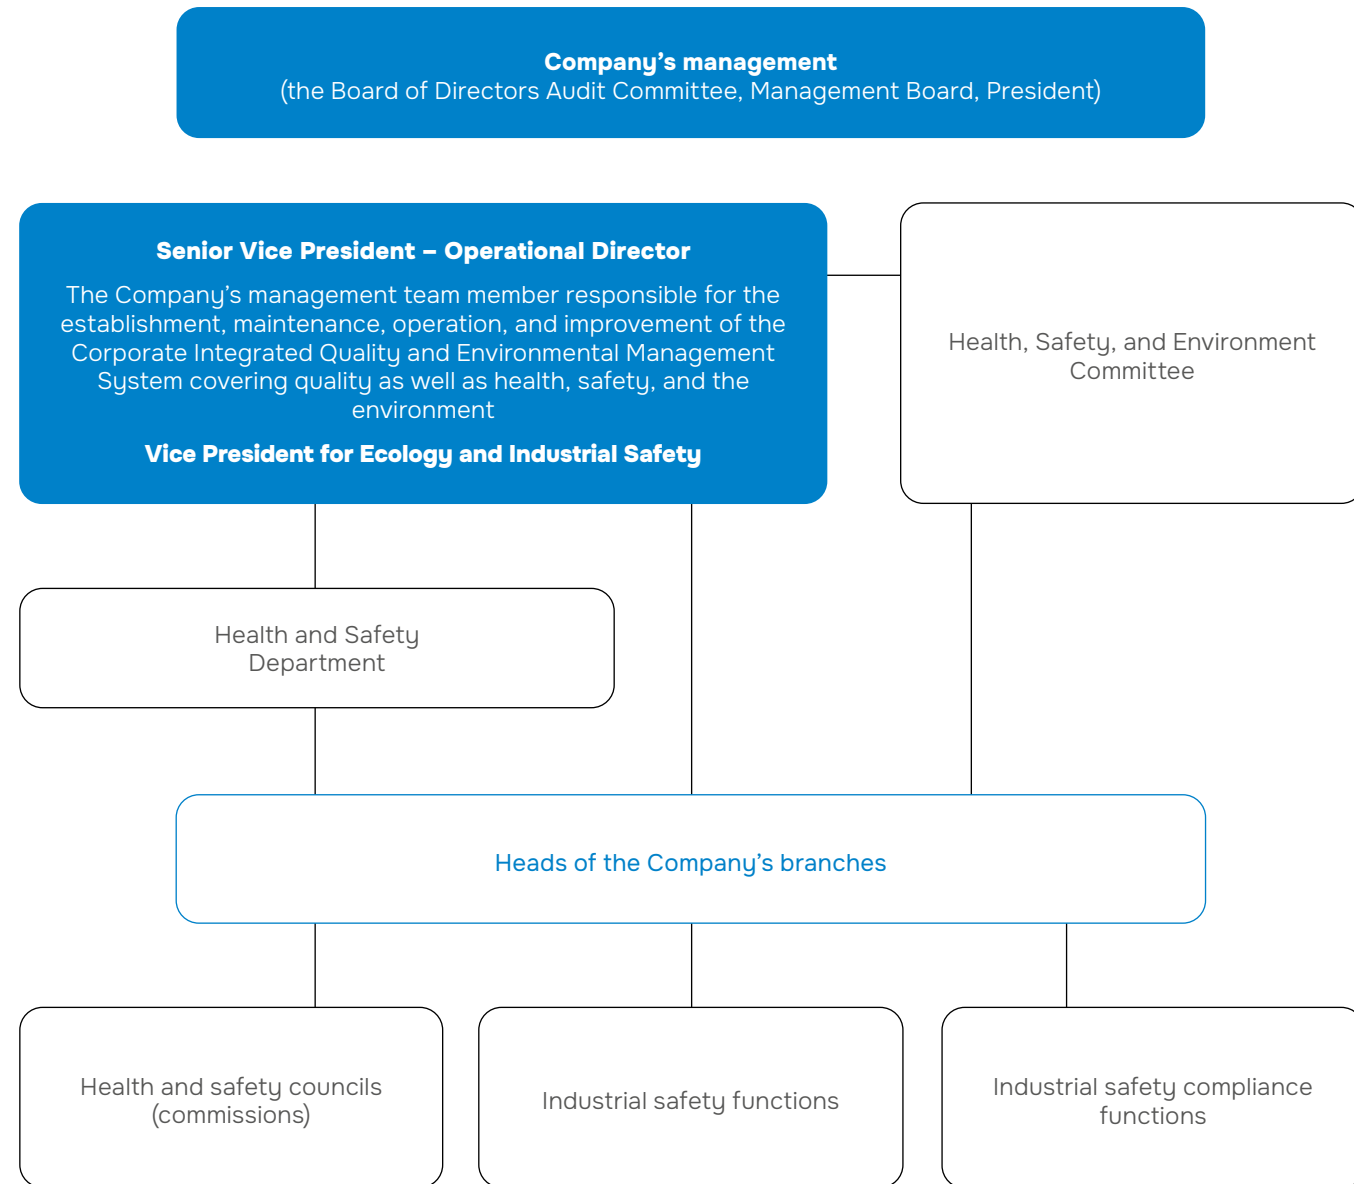 Company's management
(the Board of Directors Audit Committee, Management Board, President)
Senior Vice President – Operational Director
The Company's management team member responsible for the
establishment, maintenance, operation, and improvement of the
Corporate Integrated Quality and Environmental Management
System covering quality as well as health, safety, and the
environment
Vice President for Ecology and Industrial Safety
Health, Safety, and Environment
Committee
Health and Safety
Department
Heads of the Company's branches
Health and safety councils
(commissions)
Industrial safety functions
Industrial safety compliance
functions